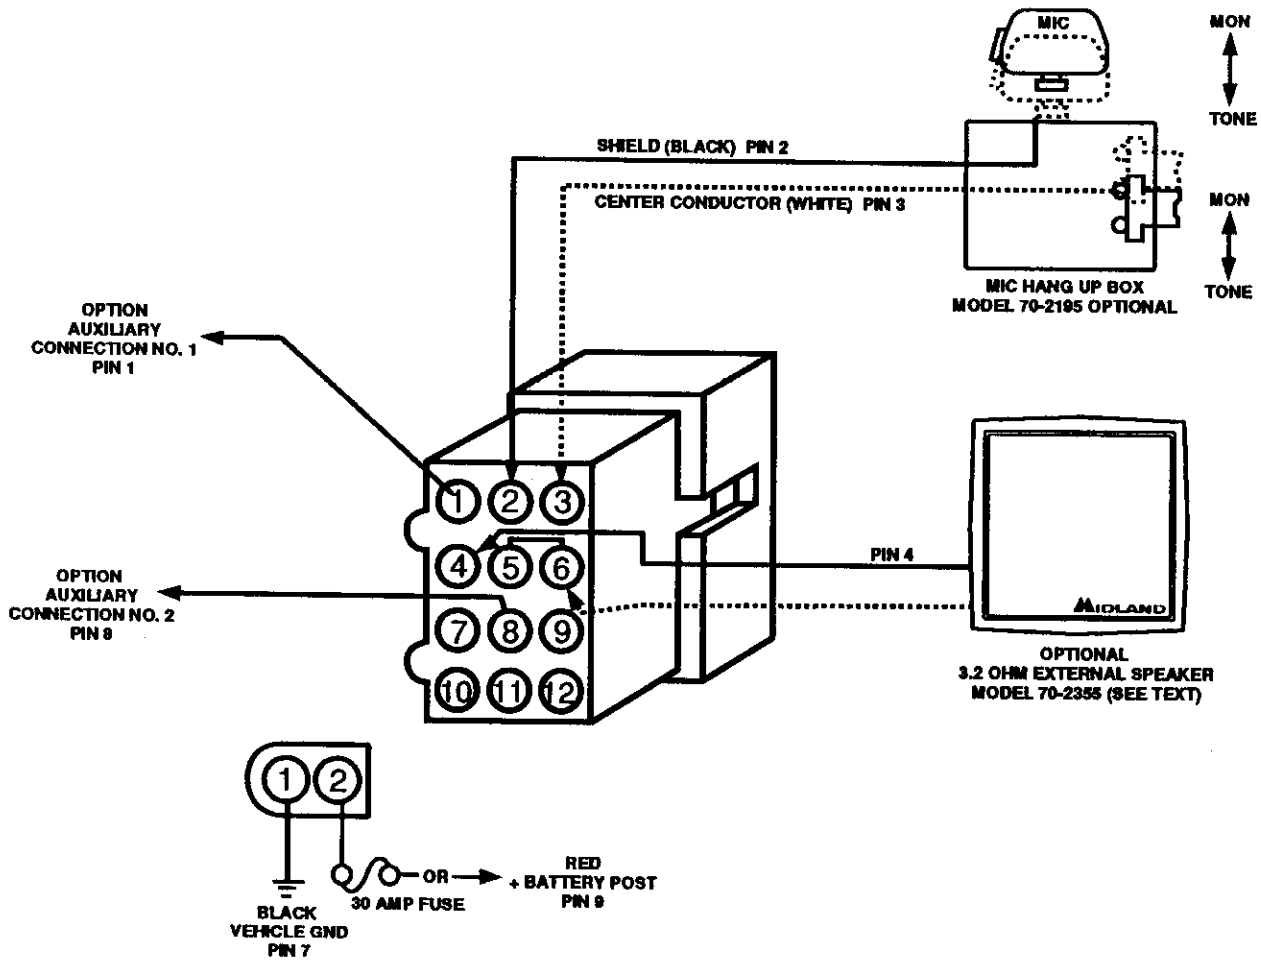 MIC
MON
TONE
SHIELD (BLACK) PIN 2
CENTER CONDUCTOR (WHITE) PIN 3
MON
TONE
MIC HANG UP BOX
MODEL 70-2195 OPTIONAL
OPTION
AUXILIARY
CONNECTION NO. 1
PIN 1
1 2 3
4 5 6
7 8 9
10 11 12
PIN 4
OPTION
AUXILIARY
CONNECTION NO. 2
PIN 8
MIDLAND
OPTIONAL
3.2 OHM EXTERNAL SPEAKER
MODEL 70-2355 (SEE TEXT)
1 2
OR
30 AMP FUSE
RED
+ BATTERY POST
PIN 9
BLACK
VEHICLE GND
PIN 7